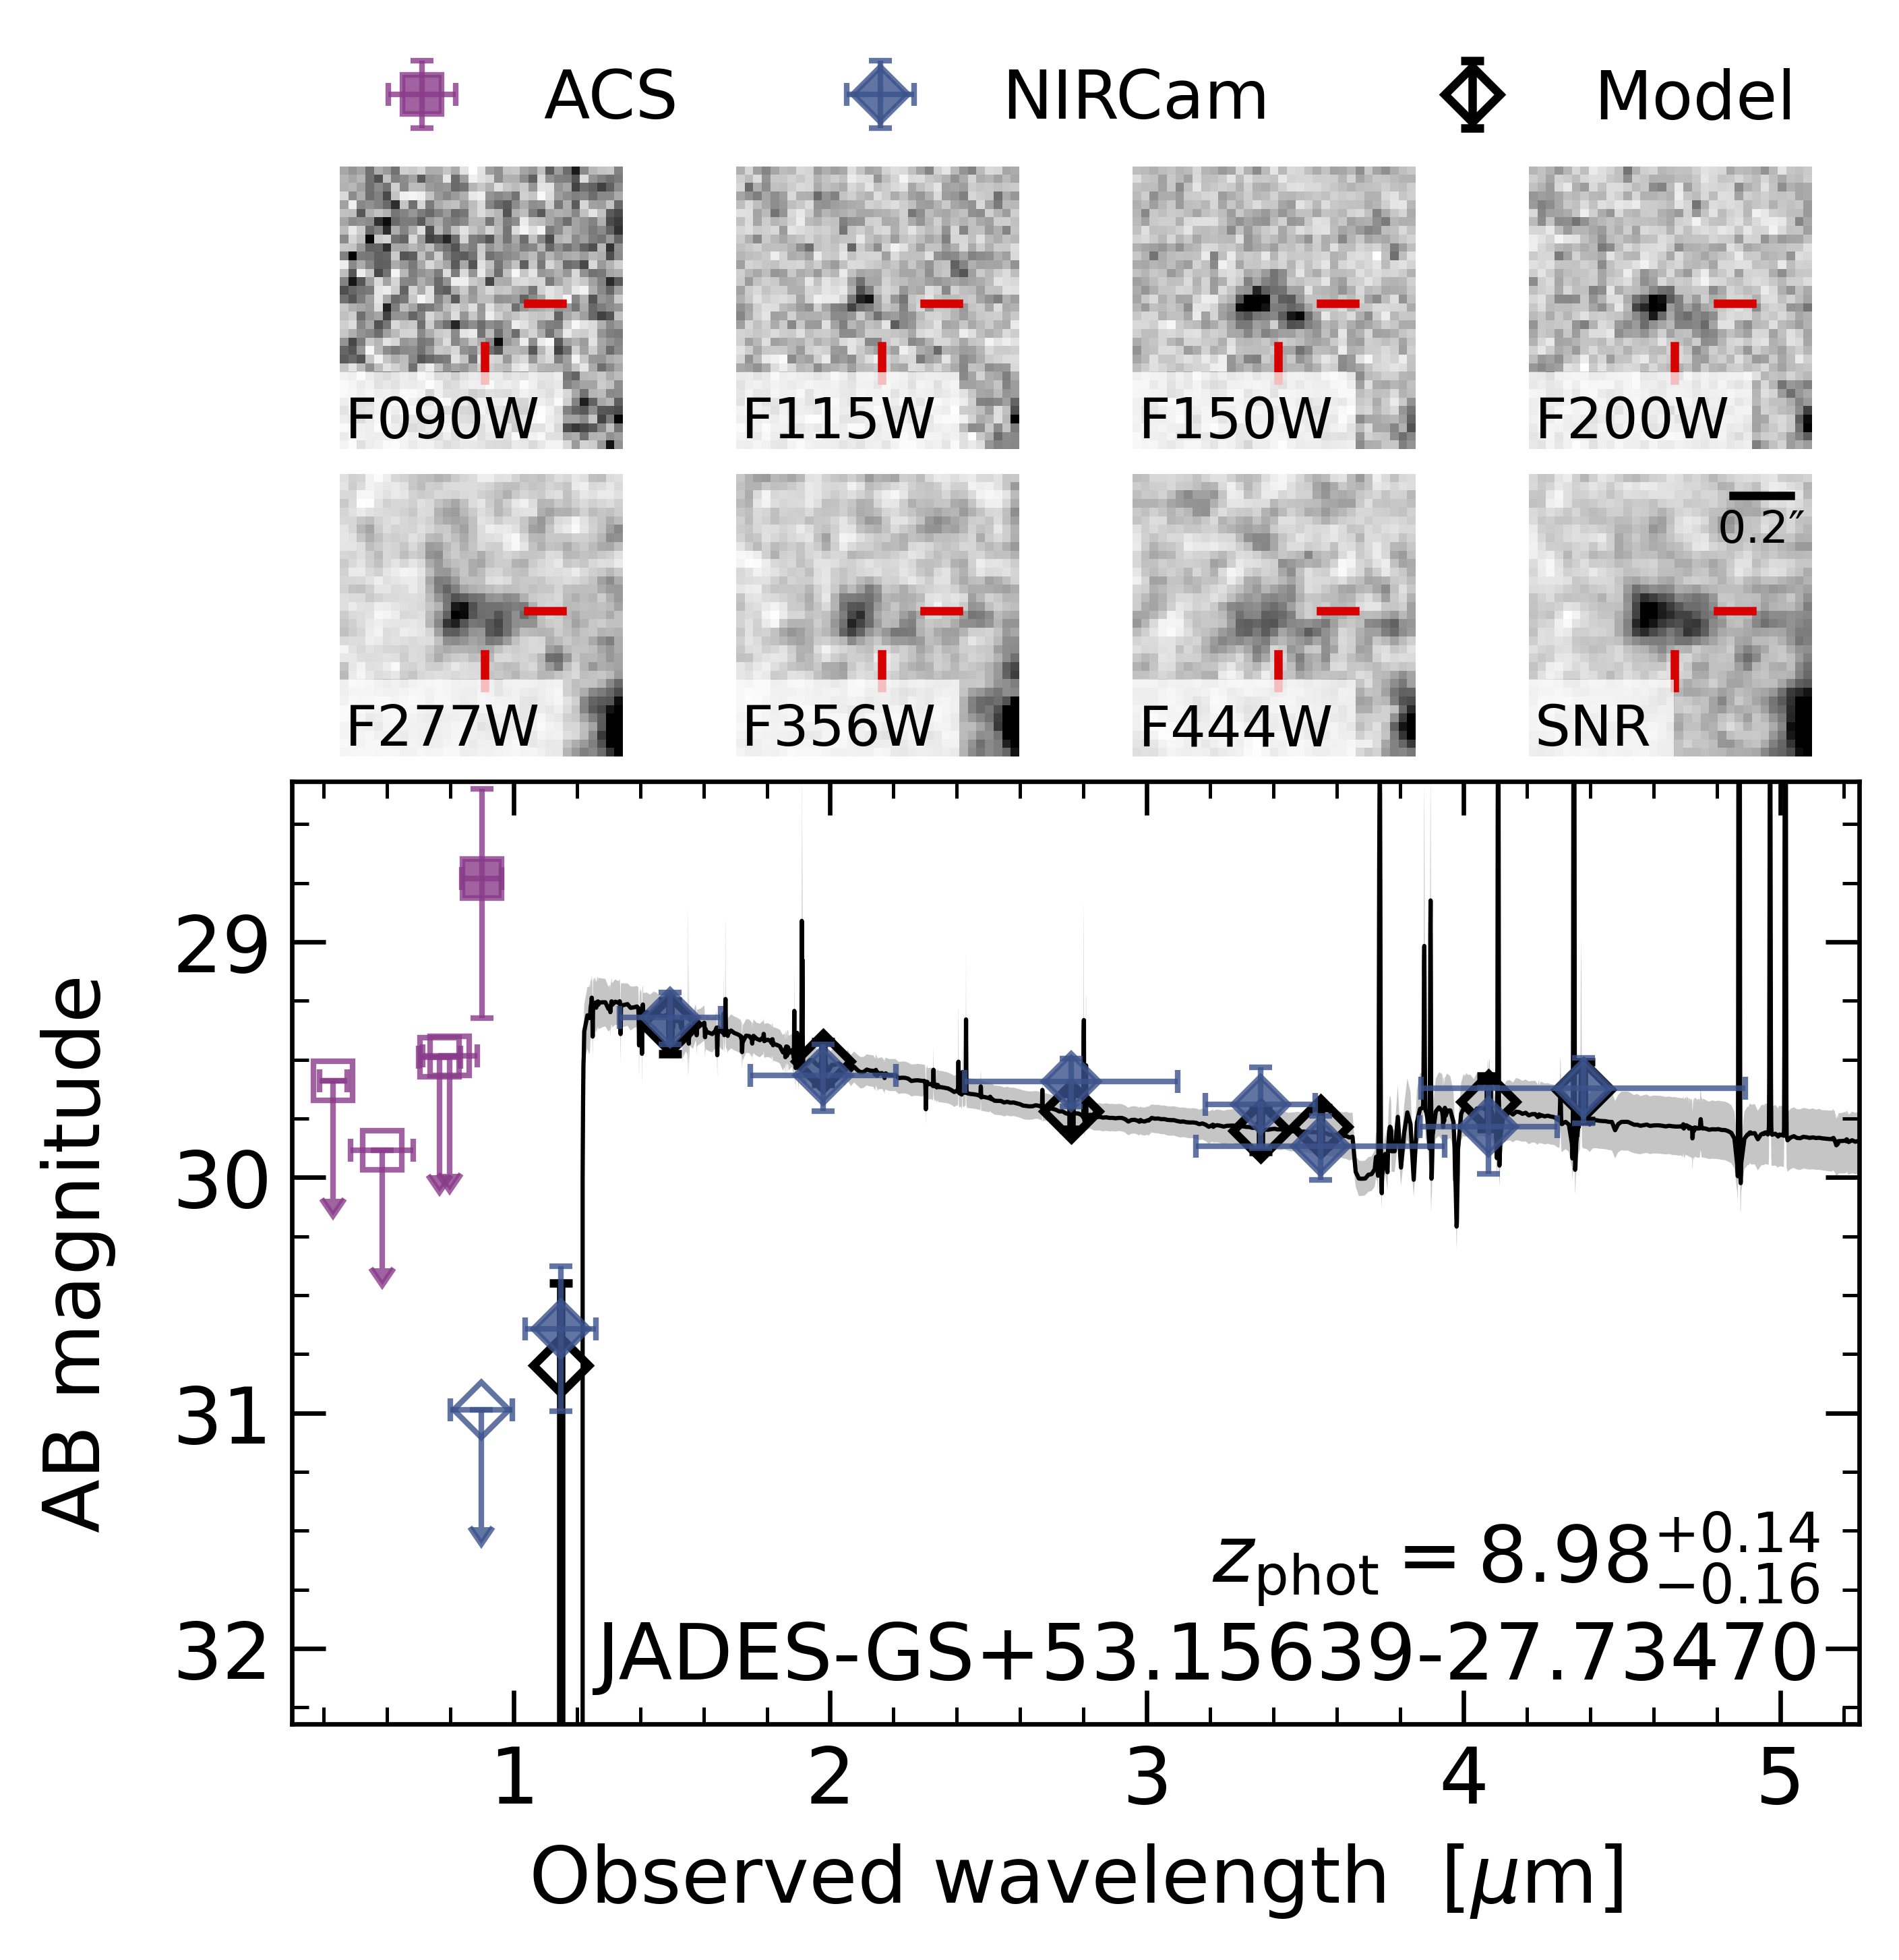 ACS NIRCam Model
F090W F115W F150W F200W
0.2″
F277W F356W F444W SNR
AB magnitude
29
30
31
32
z_phot = 8.98 +0.14 −0.16
JADES-GS+53.15639-27.73470
1 2 3 4 5
Observed wavelength [μm]